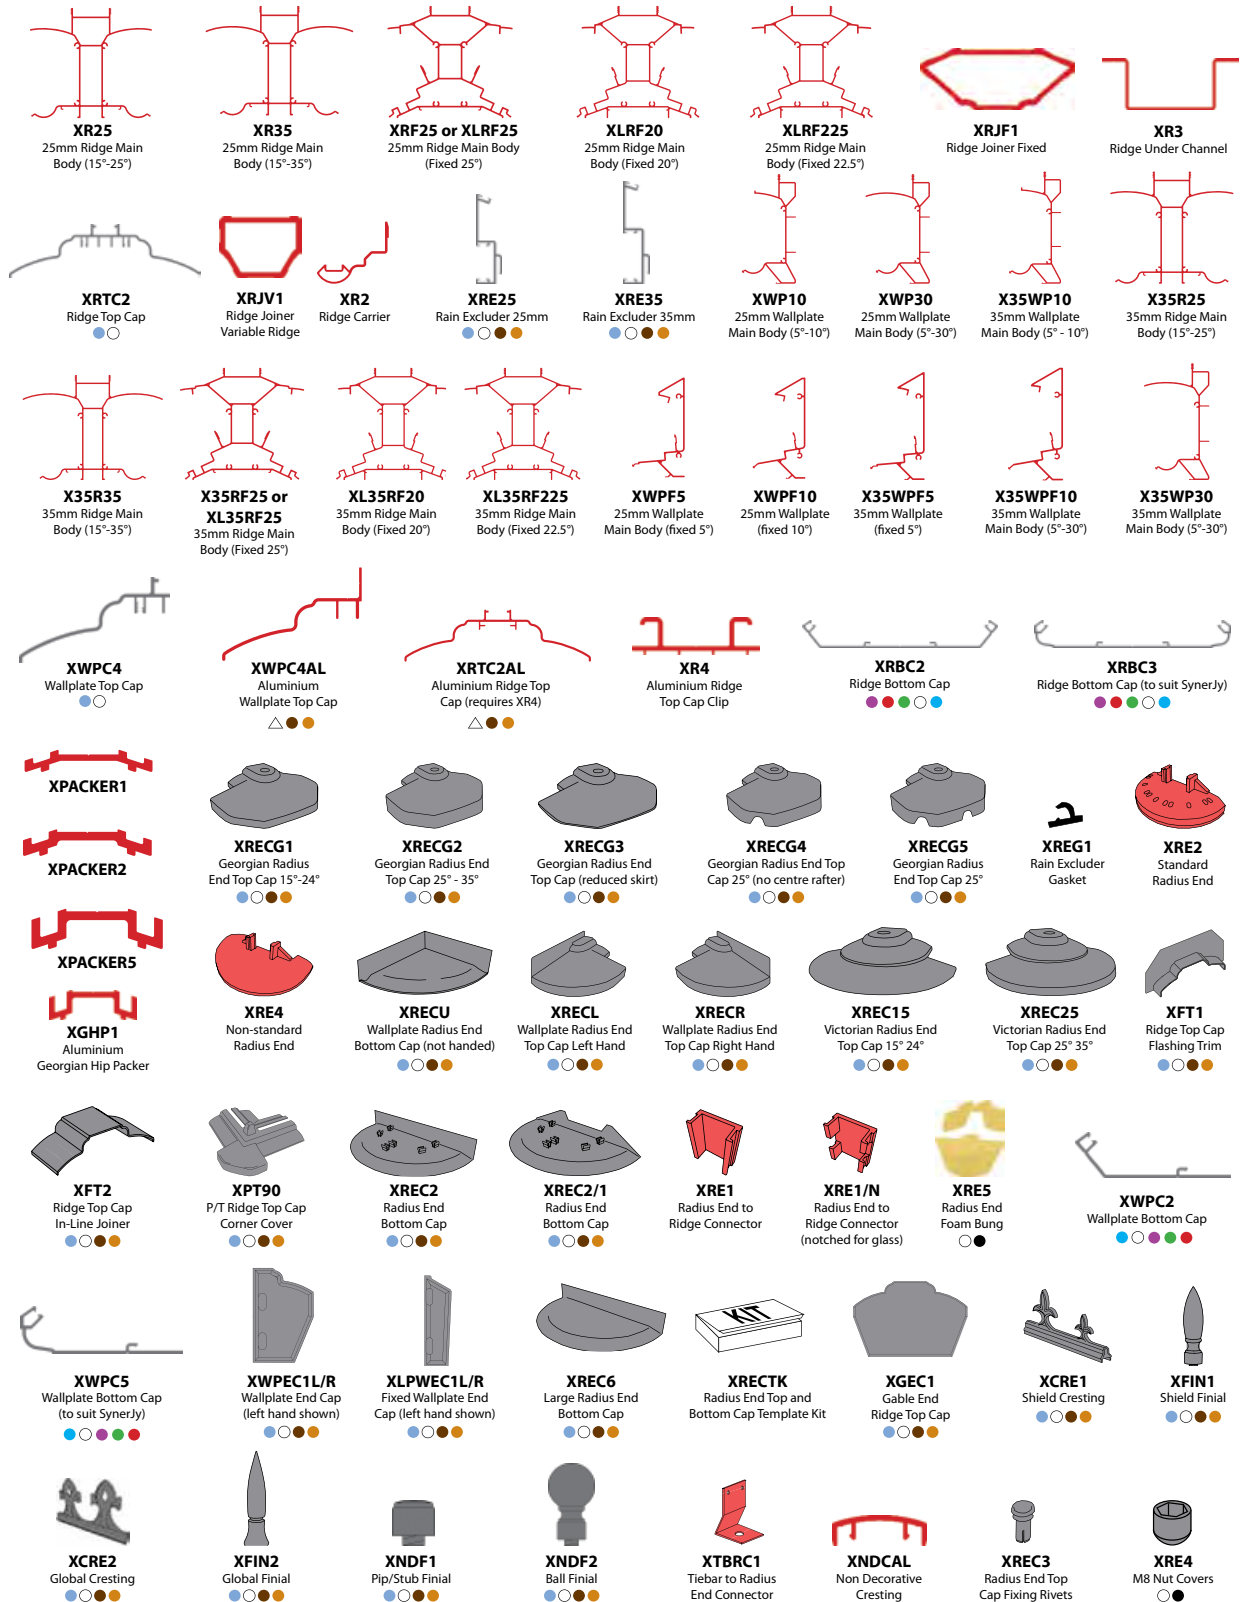 XR25
25mm Ridge Main
Body (15°-25°)
XR35
25mm Ridge Main
Body (15°-35°)
XRF25 or XLRF25
25mm Ridge Main Body
(Fixed 25°)
XLRF20
25mm Ridge Main
Body (Fixed 20°)
XLRF225
25mm Ridge Main
Body (Fixed 22.5°)
XRJF1
Ridge Joiner Fixed
XR3
Ridge Under Channel
XRTC2
Ridge Top Cap
XRJV1
Ridge Joiner
Variable Ridge
XR2
Ridge Carrier
XRE25
Rain Excluder 25mm
XRE35
Rain Excluder 35mm
XWP10
25mm Wallplate
Main Body (5°-10°)
XWP30
25mm Wallplate
Main Body (5°-30°)
X35WP10
35mm Wallplate
Main Body (5° - 10°)
X35R25
35mm Ridge Main
Body (15°-25°)
X35R35
35mm Ridge Main
Body (15°-35°)
X35RF25 or
XL35RF25
35mm Ridge Main
Body (Fixed 25°)
XL35RF20
35mm Ridge Main
Body (Fixed 20°)
XL35RF225
35mm Ridge Main
Body (Fixed 22.5°)
XWPF5
25mm Wallplate
Main Body (fixed 5°)
XWPF10
25mm Wallplate
(fixed 10°)
X35WPF5
35mm Wallplate
(fixed 5°)
X35WPF10
35mm Wallplate
Main Body (5°-30°)
X35WP30
35mm Wallplate
Main Body (5°-30°)
XWPC4
Wallplate Top Cap
XWPC4AL
Aluminium
Wallplate Top Cap
XRTC2AL
Aluminium Ridge Top
Cap (requires XR4)
XR4
Aluminium Ridge
Top Cap Clip
XRBC2
Ridge Bottom Cap
XRBC3
Ridge Bottom Cap (to suit SynerJy)
XPACKER1
XPACKER2
XPACKER5
XGHP1
Aluminium
Georgian Hip Packer
XRECG1
Georgian Radius
End Top Cap 15°-24°
XRECG2
Georgian Radius End
Top Cap 25° - 35°
XRECG3
Georgian Radius End
Top Cap (reduced skirt)
XRECG4
Georgian Radius End Top
Cap 25° (no centre rafter)
XRECG5
Georgian Radius
End Top Cap 25°
XREG1
Rain Excluder
Gasket
XRE2
Standard
Radius End
XRE4
Non-standard
Radius End
XRECU
Wallplate Radius End
Bottom Cap (not handed)
XRECL
Wallplate Radius End
Top Cap Left Hand
XRECR
Wallplate Radius End
Top Cap Right Hand
XREC15
Victorian Radius End
Top Cap 15° 24°
XREC25
Victorian Radius End
Top Cap 25° 35°
XFT1
Ridge Top Cap
Flashing Trim
XFT2
Ridge Top Cap
In-Line Joiner
XPT90
P/T Ridge Top Cap
Corner Cover
XREC2
Radius End
Bottom Cap
XREC2/1
Radius End
Bottom Cap
XRE1
Radius End to
Ridge Connector
XRE1/N
Radius End to
Ridge Connector
(notched for glass)
XRE5
Radius End
Foam Bung
XWPC2
Wallplate Bottom Cap
XWPC5
Wallplate Bottom Cap
(to suit SynerJy)
XWPEC1L/R
Wallplate End Cap
(left hand shown)
XLPWEC1L/R
Fixed Wallplate End
Cap (left hand shown)
XREC6
Large Radius End
Bottom Cap
KIT
XRECTK
Radius End Top and
Bottom Cap Template Kit
XGEC1
Gable End
Ridge Top Cap
XCRE1
Shield Cresting
XFIN1
Shield Finial
XCRE2
Global Cresting
XFIN2
Global Finial
XNDF1
Pip/Stub Finial
XNDF2
Ball Finial
XTBRC1
Tiebar to Radius
End Connector
XNDCAL
Non Decorative
Cresting
XREC3
Radius End Top
Cap Fixing Rivets
XRE4
M8 Nut Covers